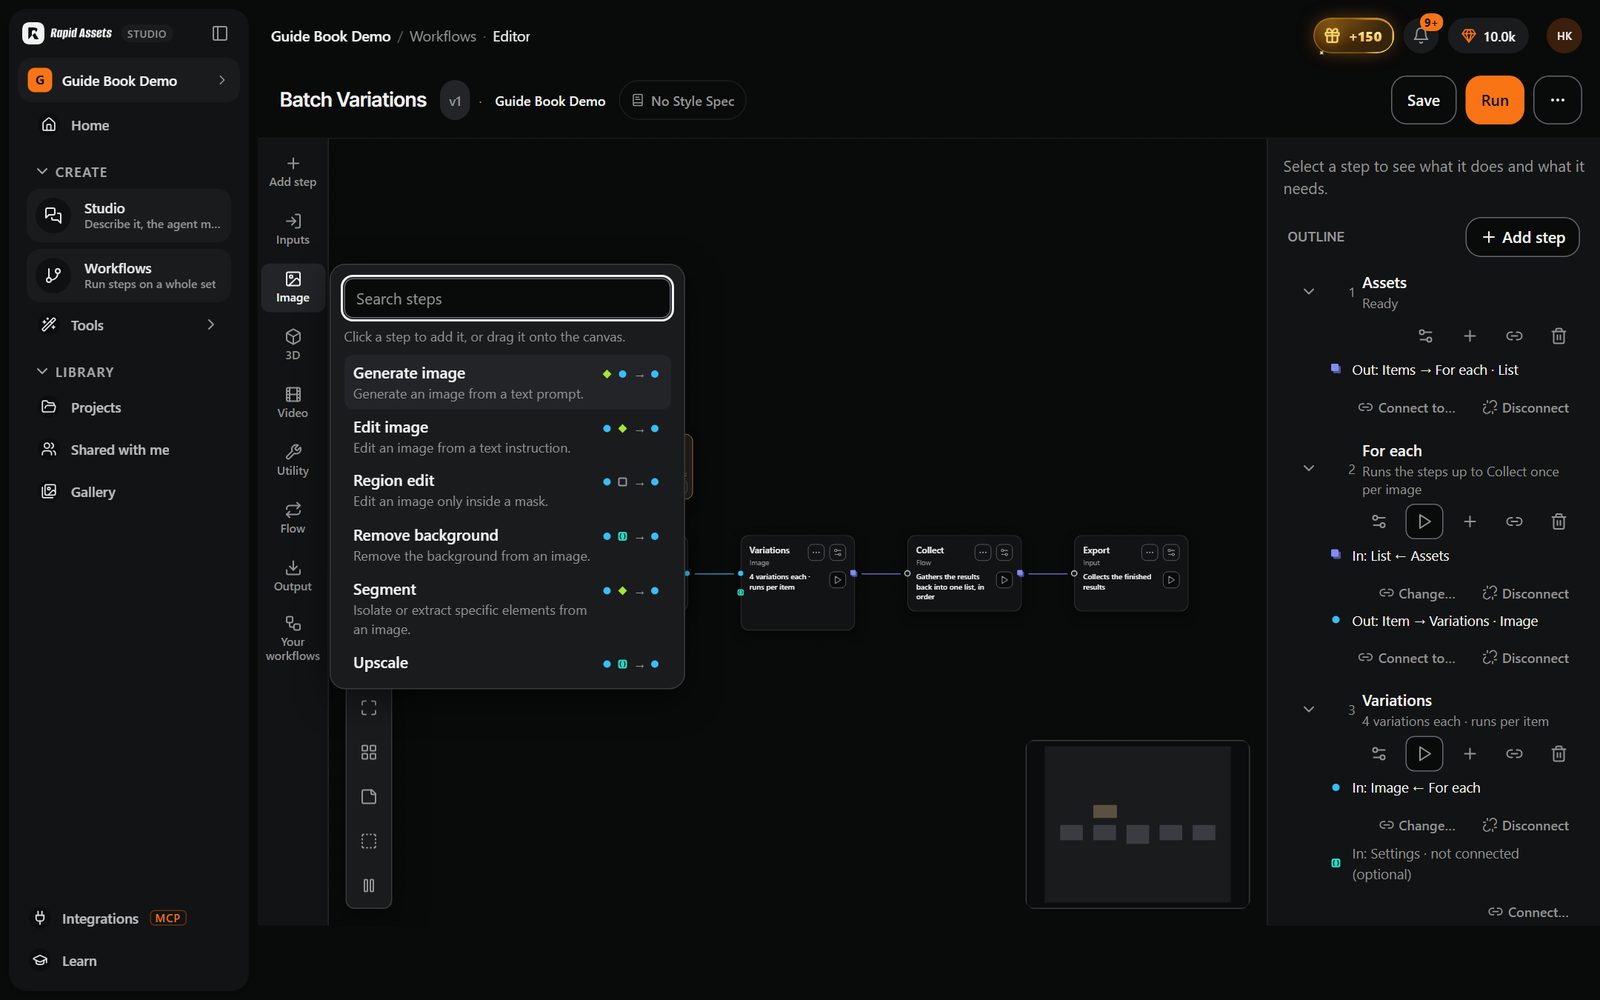 Rapid Assets STUDIO
G Guide Book Demo
Home
CREATE
Studio
Describe it, the agent m...
Workflows
Run steps on a whole set
Tools
LIBRARY
Projects
Shared with me
Gallery
Integrations MCP
Learn
Guide Book Demo / Workflows · Editor
+150
9+
10.0k
HK
Batch Variations v1 · Guide Book Demo No Style Spec
Save
Run
Add step
Inputs
Image
3D
Video
Utility
Flow
Output
Your
workflows
Search steps
Click a step to add it, or drag it onto the canvas.
Generate image
Generate an image from a text prompt.
Edit image
Edit an image from a text instruction.
Region edit
Edit an image only inside a mask.
Remove background
Remove the background from an image.
Segment
Isolate or extract specific elements from
an image.
Upscale
Variations
Image
4 variations each ·
runs per item
Collect
Flow
Gathers the results
back into one list, in
order
Export
Input
Collects the finished
results
Select a step to see what it does and what it
needs.
OUTLINE
Add step
1 Assets
Ready
Out: Items → For each · List
Connect to... Disconnect
For each
2 Runs the steps up to Collect once
per image
In: List ← Assets
Change... Disconnect
Out: Item → Variations · Image
Connect to... Disconnect
3 Variations
4 variations each · runs per item
In: Image ← For each
Change... Disconnect
In: Settings · not connected
(optional)
Connect...